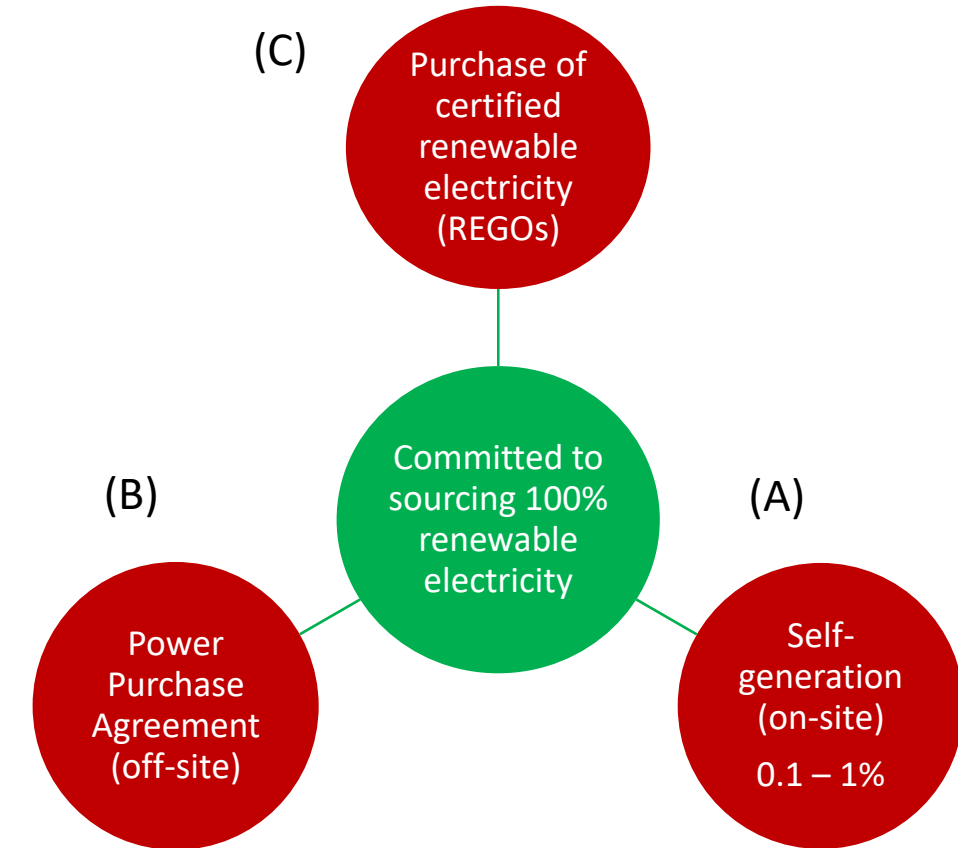 (C)
Purchase of
certified
renewable
electricity
(REGOs)
Committed to
sourcing 100%
renewable
electricity
(B)
Power
Purchase
Agreement
(off-site)
(A)
Self-
generation
(on-site)
0.1 – 1%